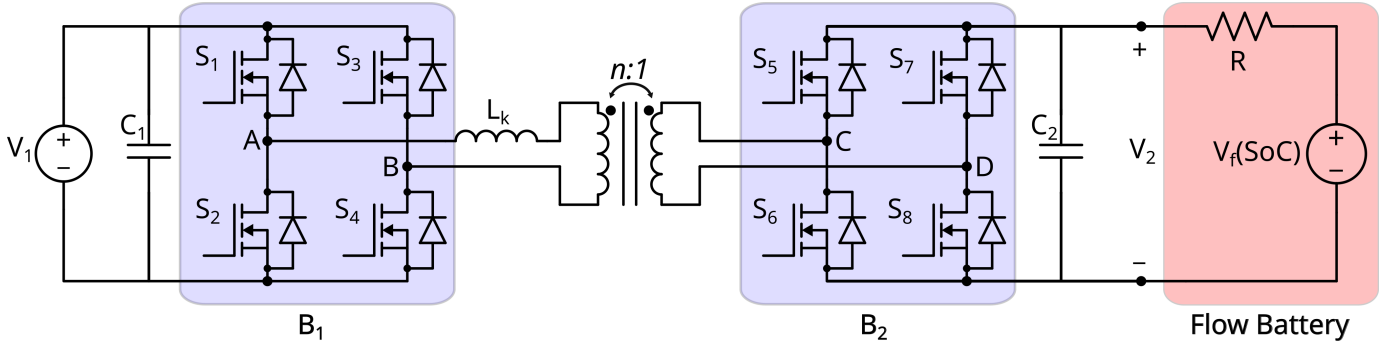 n:1
S1 S3 S5 S7
+ R
Lk
V1 + − C1 A C C2 V2 Vf(SoC) + −
B D
S2 S4 S6 S8
−
B1 B2 Flow Battery